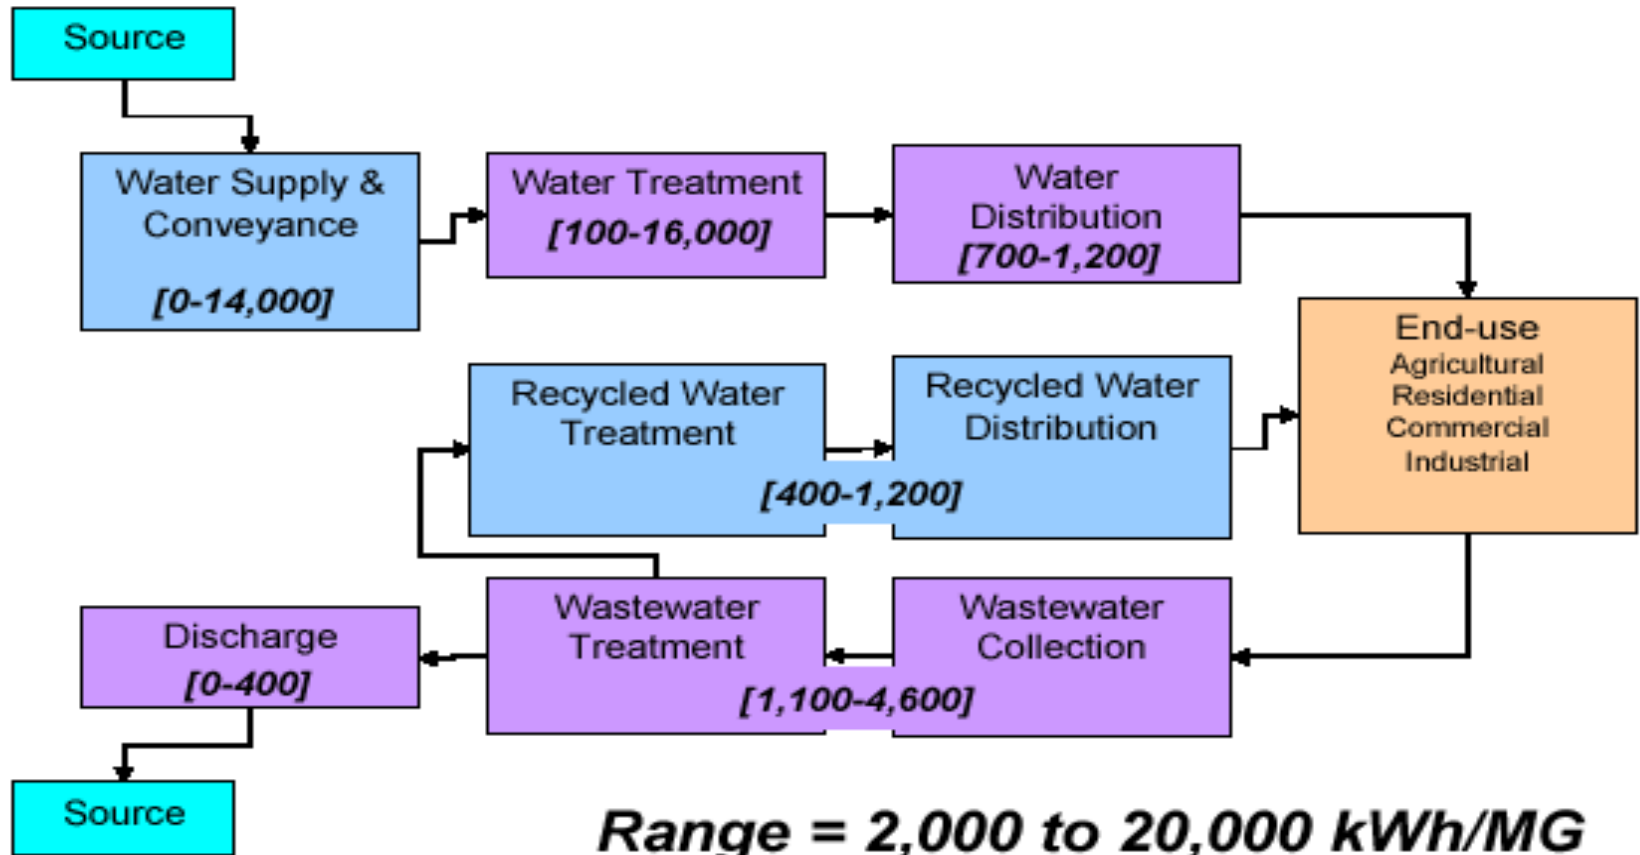 Source
Water Supply &
Conveyance
[0-14,000]
Water Treatment
[100-16,000]
Water
Distribution
[700-1,200]
End-use
Agricultural
Residential
Commercial
Industrial
Recycled Water
Treatment
Recycled Water
Distribution
[400-1,200]
Wastewater
Treatment
Wastewater
Collection
[1,100-4,600]
Discharge
[0-400]
Source
Range = 2,000 to 20,000 kWh/MG